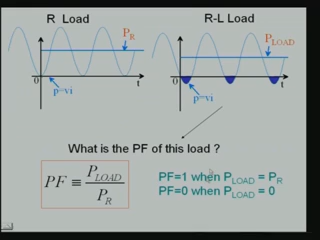 R Load
R-L Load
P_R
P_LOAD
0
t
0
t
p=vi
p=vi
What is the PF of this load ?
PF ≡ P_LOAD / P_R
PF=1 when P_LOAD = P_R
PF=0 when P_LOAD = 0